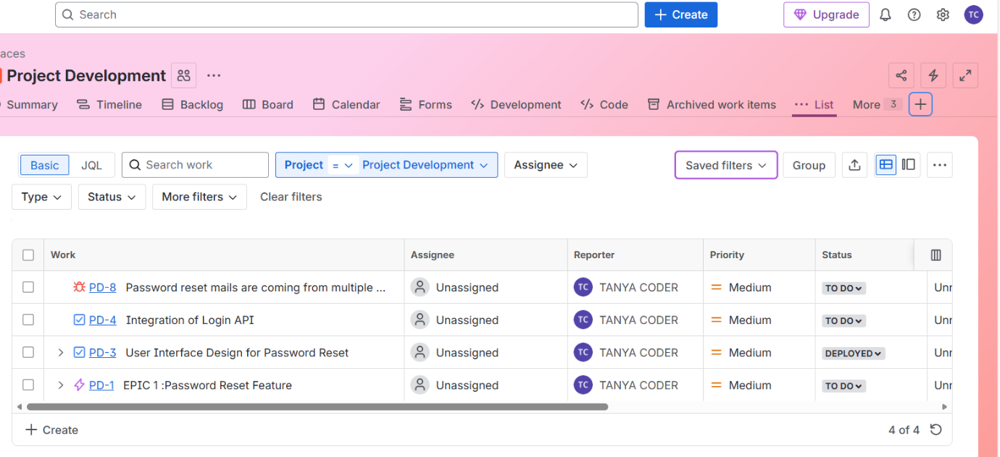 Search
Create
Upgrade
TC
aces
Project Development
Summary Timeline Backlog Board Calendar Forms Development Code Archived work items List More 3
Basic JQL Search work Project = Project Development Assignee Saved filters Group
Type Status More filters Clear filters
Work Assignee Reporter Priority Status
PD-8 Password reset mails are coming from multiple ... Unassigned TC TANYA CODER Medium TO DO Unr
PD-4 Integration of Login API Unassigned TC TANYA CODER Medium TO DO Unr
PD-3 User Interface Design for Password Reset Unassigned TC TANYA CODER Medium DEPLOYED Unr
PD-1 EPIC 1 :Password Reset Feature Unassigned TC TANYA CODER Medium TO DO Unr
Create 4 of 4